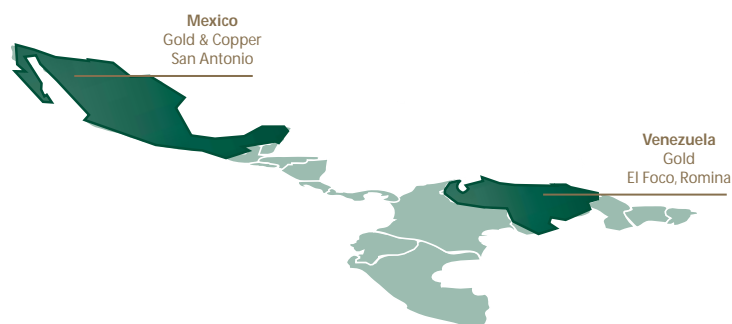 Mexico
Gold & Copper
San Antonio
Venezuela
Gold
El Foco, Romina